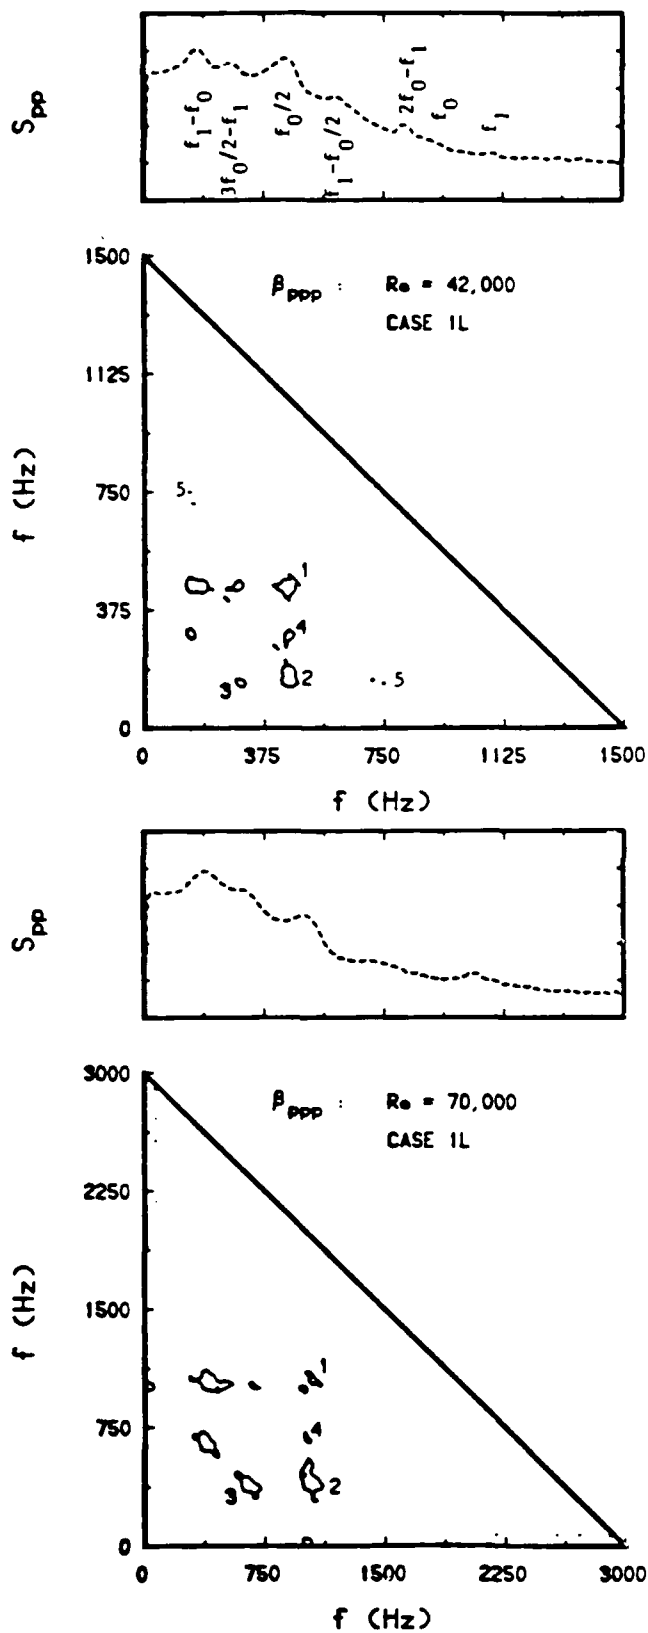 S_pp
f_1-f_0
3f_0/2-f_1
f_0/2
f_1-f_0/2
2f_0-f_1
f_0
f_1
β_ppp : Re = 42,000
CASE 1L
1500
1125
750
375
0
f (Hz)
5
1
4
3
2
5
0 375 750 1125 1500
f (Hz)
S_pp
β_ppp : Re = 70,000
CASE 1L
3000
2250
1500
750
0
f (Hz)
1
4
3
2
0 750 1500 2250 3000
f (Hz)